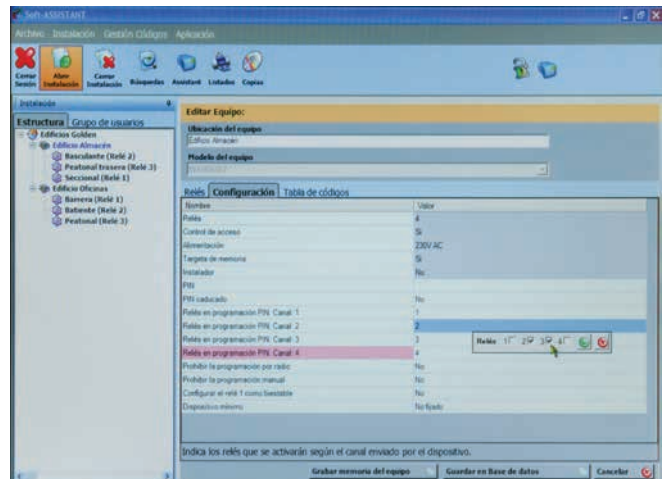 Soft-ASSISTANT
Archivo Instalación Gestión Códigos Aplicación
Cerrar Sesión
Abrir Instalación
Cerrar Instalación
Búsquedas
Assistant
Listados
Copias
Instalación
Estructura Grupo de usuarios
Edificios Golden
Edificio Almacén
Basculante (Relé 2)
Peatonal trasera (Relé 3)
Seccional (Relé 1)
Edificio Oficinas
Barrera (Relé 1)
Batiente (Relé 2)
Peatonal (Relé 3)
Editar Equipo:
Ubicación del equipo
Edificio Almacén
Modelo del equipo
Relés Configuración Tabla de códigos
Nombre Valor
Relés 4
Control de acceso Si
Alimentación 230V AC
Targeta de memoria Si
Instalador No
PIN
PIN caducado No
Relés en programación PIN. Canal 1 1
Relés en programación PIN. Canal 2 2
Relés en programación PIN. Canal 3 3
Relés en programación PIN. Canal 4 4
Relés 1 2 3 4
Prohibir la programación por radio No
Prohibir la programación manual No
Configurar el relé 1 como biestable No
Dispositivo mínimo No fijado
Indica los relés que se activarán según el canal enviado por el dispositivo.
Grabar memoria del equipo Guardar en Base de datos Cancelar